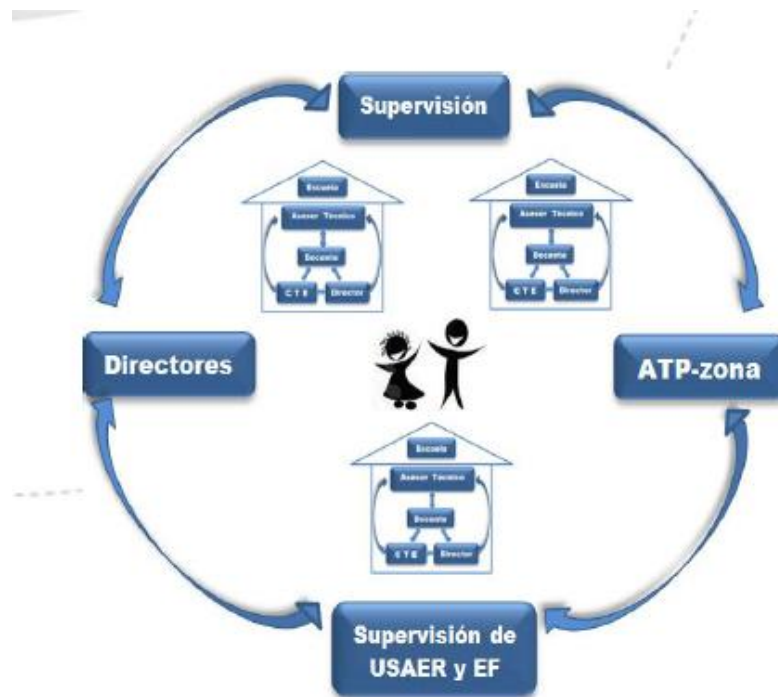 Supervisión
Escuela
Asesor Técnico
Docente
C T E
Director
Escuela
Asesor Técnico
Docente
C T E
Director
Directores
ATP-zona
Escuela
Asesor Técnico
Docente
C T E
Director
Supervisión de
USAER y EF